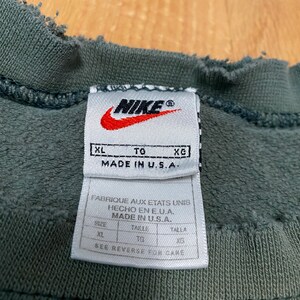 NIKE®
XL TG XG
MADE IN U.S.A.
FABRIQUE AUX ETATS UNIS
HECHO EN E.U.A.
MADE IN U.S.A.
SIZE TAILLE TALLA
XL TG XG
SEE REVERSE FOR CARE